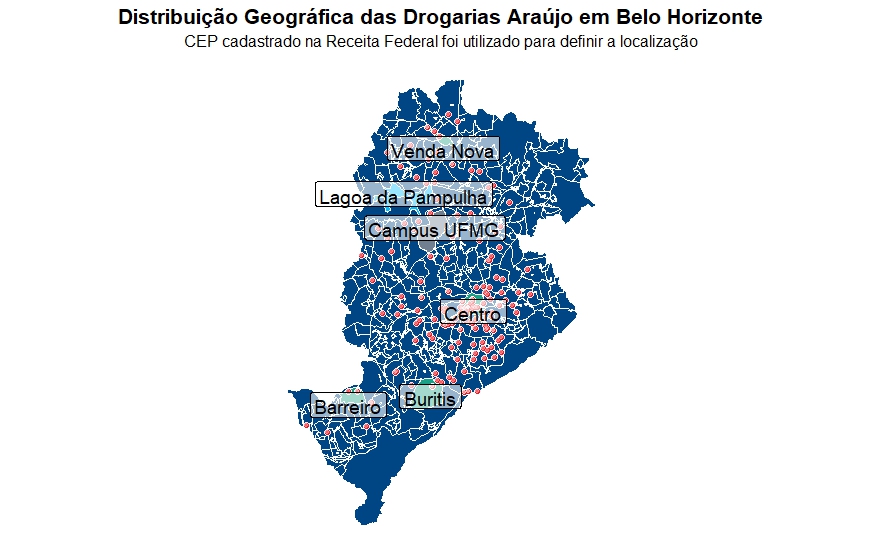 Distribuição Geográfica das Drogarias Araújo em Belo Horizonte
CEP cadastrado na Receita Federal foi utilizado para definir a localização
Venda Nova
Lagoa da Pampulha
Campus UFMG
Centro
Buritis
Barreiro